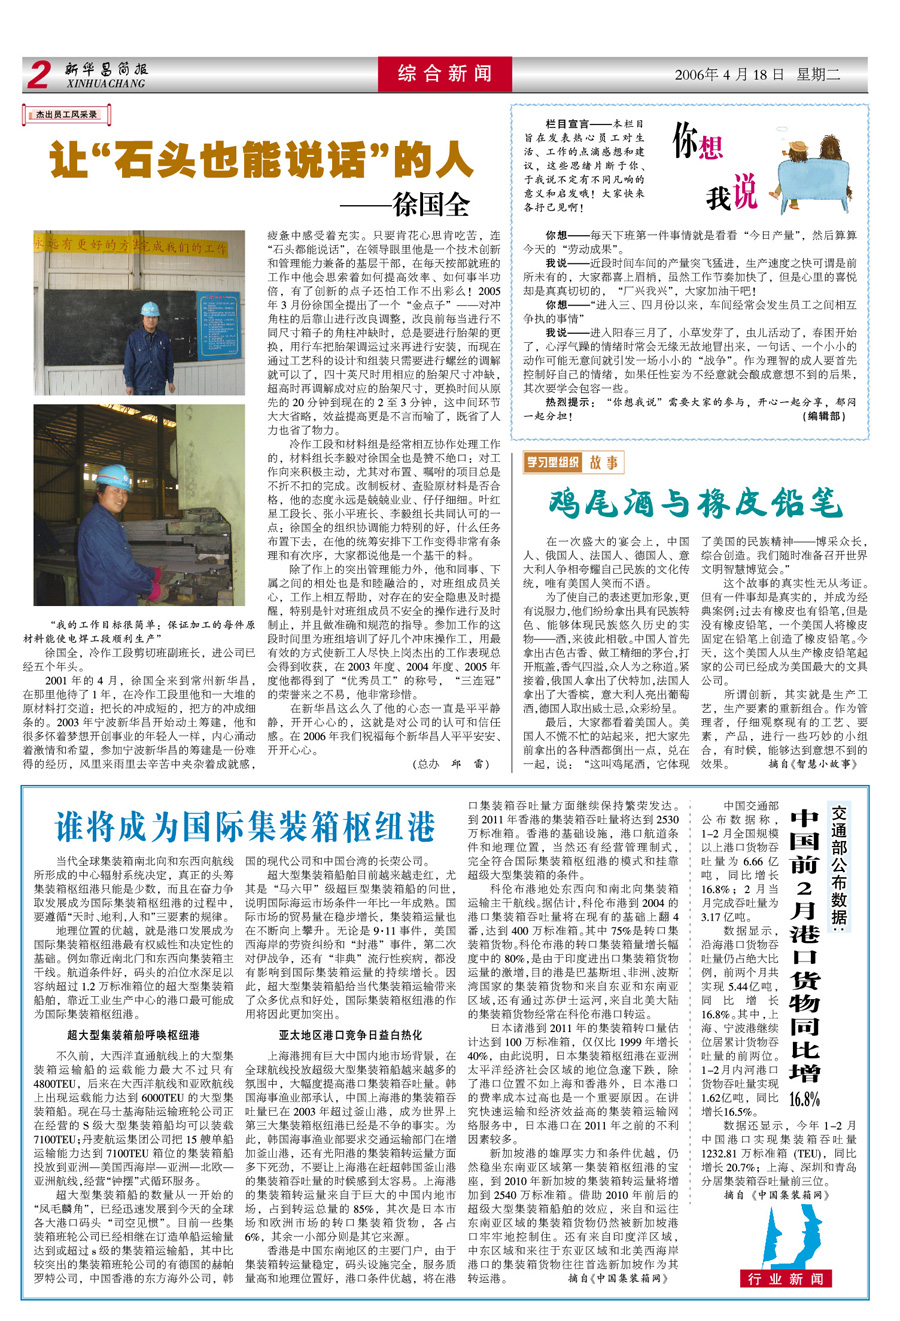 2 新华昌简报
XINHUACHANG
综合新闻
2006年 4 月 18 日 星期二
杰出员工风采录
让“石头也能说话”的人
——徐国全
永远有更好的方法完成我们的工作
“我的工作目标很简单：保证加工的每件原
材料能使电焊工段顺利生产”
徐国全，冷作工段剪切班副班长，进公司已
经五个年头。
2001 年的 4 月，徐国全来到常州新华昌，
在那里他待了 1 年，在冷作工段里他和一大堆的
原材料打交道：把长的冲成短的，把方的冲成细
条的。2003 年宁波新华昌开始动土筹建，他和
很多怀着梦想开创事业的年轻人一样，内心涌动
着激情和希望，参加宁波新华昌的筹建是一份难
得的经历，风里来雨里去辛苦中夹杂着成就感，
疲惫中感受着充实。只要肯花心思肯吃苦，连
“石头都能说话”，在领导眼里他是一个技术创新
和管理能力兼备的基层干部，在每天按部就班的
工作中他会思索着如何提高效率、如何事半功
倍，有了创新的点子还怕工作不出彩么！2005
年 3 月份徐国全提出了一个“金点子”——对冲
角柱的后靠山进行改良调整，改良前每当进行不
同尺寸箱子的角柱冲缺时，总是要进行胎架的更
换，用行车把胎架调运过来再进行安装，而现在
通过工艺科的设计和组装只需要进行螺丝的调解
就可以了，四十英尺时用相应的胎架尺寸冲缺，
超高时再调解成对应的胎架尺寸，更换时间从原
先的 20 分钟到现在的 2 至 3 分钟，这中间环节
大大省略，效益提高更是不言而喻了，既省了人
力也省了物力。
冷作工段和材料组是经常相互协作处理工作
的，材料组长李毅对徐国全也是赞不绝口：对工
作向来积极主动，尤其对布置、嘱咐的项目总是
不折不扣的完成。改制板材、查验原材料是否合
格，他的态度永远是兢兢业业、仔仔细细。叶红
星工段长、张小平班长、李毅组长共同认可的一
点：徐国全的组织协调能力特别的好，什么任务
布置下去，在他的统筹安排下工作变得非常有条
理和有次序，大家都说他是一个基干的料。
除了作上的突出管理能力外，他和同事、下
属之间的相处也是和睦融洽的，对班组成员关
心，工作上相互帮助，对存在的安全隐患及时提
醒，特别是针对班组成员不安全的操作进行及时
制止，并且做准确和规范的指导。参加工作的这
段时间里为班组培训了好几个冲床操作工，用最
有效的方式使新工人尽快上岗杰出的工作表现总
会得到收获，在 2003 年度、2004 年度、2005 年
度他都得到了“优秀员工”的称号，“三连冠”
的荣誉来之不易，他非常珍惜。
在新华昌这么久了他的心态一直是平平静
静，开开心心的，这就是对公司的认可和信任
感。在 2006 年我们祝福每个新华昌人平平安安、
开开心心。
(总办 邱 雷)
栏目宣言——本栏目
旨在发表热心员工对生
活、工作的点滴感想和建
议，这些思绪片断于你、
于我说不定有不同凡响的
意义和启发哦！大家快来
各抒己见啊！
你想
我说
你想——每天下班第一件事情就是看看“今日产量”，然后算算
今天的“劳动成果”。
我说——近段时间车间的产量突飞猛进，生产速度之快可谓是前
所未有的，大家都喜上眉梢，虽然工作节奏加快了，但是心里的喜悦
却是真真切切的，“厂兴我兴”，大家加油干吧！
你想——“进入三、四月份以来，车间经常会发生员工之间相互
争执的事情”
我说——进入阳春三月了，小草发芽了，虫儿活动了，春困开始
了，心浮气躁的情绪时常会无缘无故地冒出来，一句话、一个小小的
动作可能无意间就引发一场小小的“战争”。作为理智的成人要首先
控制好自己的情绪，如果任性妄为不经意就会酿成意想不到的后果，
其次要学会包容一些。
热烈提示：“你想我说”需要大家的参与，开心一起分享，郁闷
一起分担！ (编辑部)
学习型组织 故事
鸡尾酒与橡皮铅笔
在一次盛大的宴会上，中国
人、俄国人、法国人、德国人、意
大利人争相夸耀自己民族的文化传
统，唯有美国人笑而不语。
为了使自己的表述更加形象，更
有说服力，他们纷纷拿出具有民族特
色、能够体现民族悠久历史的实
物——酒，来彼此相敬。中国人首先
拿出古色古香、做工精细的茅台，打
开瓶盖，香气四溢，众人为之称道。紧
接着，俄国人拿出了伏特加，法国人
拿出了大香槟，意大利人亮出葡萄
酒，德国人取出威士忌，众彩纷呈。
最后，大家都看着美国人。美
国人不慌不忙的站起来，把大家先
前拿出的各种酒都倒出一点，兑在
一起，说：“这叫鸡尾酒，它体现
了美国的民族精神——博采众长，
综合创造。我们随时准备召开世界
文明智慧博览会。”
这个故事的真实性无从考证。
但有一件事却是真实的，并成为经
典案例：过去有橡皮也有铅笔，但是
没有橡皮铅笔，一个美国人将橡皮
固定在铅笔上创造了橡皮铅笔。今
天，这个美国人从生产橡皮铅笔起
家的公司已经成为美国最大的文具
公司。
所谓创新，其实就是生产工
艺，生产要素的重新组合。作为管
理者，仔细观察现有的工艺、要
素，产品，进行一些巧妙的小组
合，有时候，能够达到意想不到的
效果。 摘自《智慧小故事》
谁将成为国际集装箱枢纽港
当代全球集装箱南北向和东西向航线
所形成的中心辐射系统决定，真正的头筹
集装箱枢纽港只能是少数，而且在奋力争
取发展成为国际集装箱枢纽港的过程中，
要遵循“天时、地利，人和”三要素的规律。
地理位置的优越，就是港口发展成为
国际集装箱枢纽港最有权威性和决定性的
基础。例如靠近南北门和东西向集装箱主
干线。航道条件好，码头的泊位水深足以
容纳超过 1.2 万标准箱位的超大型集装箱
船舶，靠近工业生产中心的港口最可能成
为国际集装箱枢纽港。
超大型集装箱船呼唤枢纽港
不久前，大西洋直通航线上的大型集
装箱运输船的运载能力最大不过只有
4800TEU，后来在大西洋航线和亚欧航线
上出现运载能力达到 6000TEU 的大型集
装箱船。现在马士基海陆运输班轮公司正
在经营的 S 级大型集装箱船均可以装载
7100TEU；丹麦航运集团公司把 15 艘单船
运输能力达到 7100TEU 箱位的集装箱船
投放到亚洲—美国西海岸—亚洲—北欧—
亚洲航线，经营“钟摆”式循环服务。
超大型集装箱船的数量从一开始的
“凤毛麟角”，已经迅速发展到今天的全球
各大港口码头“司空见惯”。目前一些集
装箱班轮公司已经相继在订造单船运输量
达到或超过 s 级的集装箱运输船，其中比
较突出的集装箱班轮公司的有德国的赫帕
罗特公司，中国香港的东方海外公司，韩
国的现代公司和中国台湾的长荣公司。
超大型集装箱船舶目前越来越走红，尤
其是“马六甲”级超巨型集装箱船的问世，
说明国际海运市场条件一年比一年成熟。国
际市场的贸易量在稳步增长，集装箱运输也
在不断向上攀升。无论是 9·11 事件，美国
西海岸的劳资纠纷和“封港”事件，第二次
对伊战争，还有“非典”流行性疾病，都没
有影响到国际集装箱运量的持续增长。因
此，超大型集装箱船给当代集装箱运输带来
了众多优点和好处，国际集装箱枢纽港的作
用将因此更加突出。
亚太地区港口竞争日益白热化
上海港拥有巨大中国内地市场背景，在
全球航线投放超级大型集装箱船越来越多的
氛围中，大幅度提高港口集装箱吞吐量。韩
国海事渔业部承认，中国上海港的集装箱吞
吐量已在 2003 年超过釜山港，成为世界上
第三大集装箱枢纽港已经是不争的事实。为
此，韩国海事渔业部要求交通运输部门在增
加釜山港，还有光阳港的集装箱转运量方面
多下死劲，不要让上海港在赶超韩国釜山港
的集装箱吞吐量的时候感到太容易。上海港
的集装箱转运量来自于巨大的中国内地市
场，占到转运总量的 85%，其次是日本市
场和欧洲市场的转口集装箱货物，各占
6%，其余一小部分则是其它来源。
香港是中国东南地区的主要门户，由于
集装箱转运量稳定，码头设施完全，服务质
量高和地理位置好，港口条件优越，将在港
口集装箱吞吐量方面继续保持繁荣发达。
到 2011 年香港的集装箱吞吐量将达到 2530
万标准箱。香港的基础设施，港口航道条
件和地理位置，当然还有经营管理制式，
完全符合国际集装箱枢纽港的模式和挂靠
超级大型集装箱的条件。
科伦布港地处东西向和南北向集装箱
运输主干航线。据估计，科伦布港到 2004 的
港口集装箱吞吐量将在现有的基础上翻 4
番，达到 400 万标准箱。其中 75%是转口集
装箱货物。科伦布港的转口集装箱量增长幅
度中的 80%，是由于印度进出口集装箱货物
运量的激增，目的港是巴基斯坦、非洲、波斯
湾国家的集装箱货物和来自东亚和东南亚
区域，还有通过苏伊士运河，来自北美大陆
的集装箱货物经常在科伦布港口转运。
日本诸港到 2011 年的集装箱转口量估
计达到 100 万标准箱，仅仅比 1999 年增长
40%，由此说明，日本集装箱枢纽港在亚洲
太平洋经济社会区域的地位急遽下跌，除
了港口位置不如上海和香港外，日本港口
的费率成本过高也是一个重要原因。在讲
究快速运输和经济效益高的集装箱运输网
络服务中，日本港口在 2011 年之前的不利
因素较多。
新加坡港的雄厚实力和条件优越，仍
然稳坐东南亚区域第一集装箱枢纽港的宝
座，到 2010 年新加坡的集装箱转运量将增
加到 2540 万标准箱。借助 2010 年前后的
超级大型集装箱船舶的效应，来自和运往
东南亚区域的集装箱货物仍然被新加坡港
口牢牢地控制住。还有来自印度洋区域，
中东区域和来往于东亚区域和北美西海岸
港口的集装箱货物往往首选新加坡作为其
转运港。 摘自《中国集装箱网》
交通部公布数据：
中国前2月港口货物同比增16.8%
中国交通部
公布数据称，
1-2 月全国规模
以上港口货物吞
吐量为 6.66 亿
吨，同比增长
16.8%；2 月当
月完成吞吐量为
3.17 亿吨。
数据显示，
沿海港口货物吞
吐量仍占绝大比
例，前两个月共
实现 5.44亿吨，
同比增长
16.8%。其中，上
海、宁波港继续
位居累计货物吞
吐量的前两位。
1-2 月内河港口
货物吞吐量实现
1.62亿吨，同比
增长16.5%。
数据还显示，今年 1-2 月
中国港口实现集装箱吞吐量
1232.81 万标准箱 (TEU)，同比
增长 20.7%；上海、深圳和青岛
分居集装箱吞吐量前三位。
摘自《中国集装箱网》
行业新闻